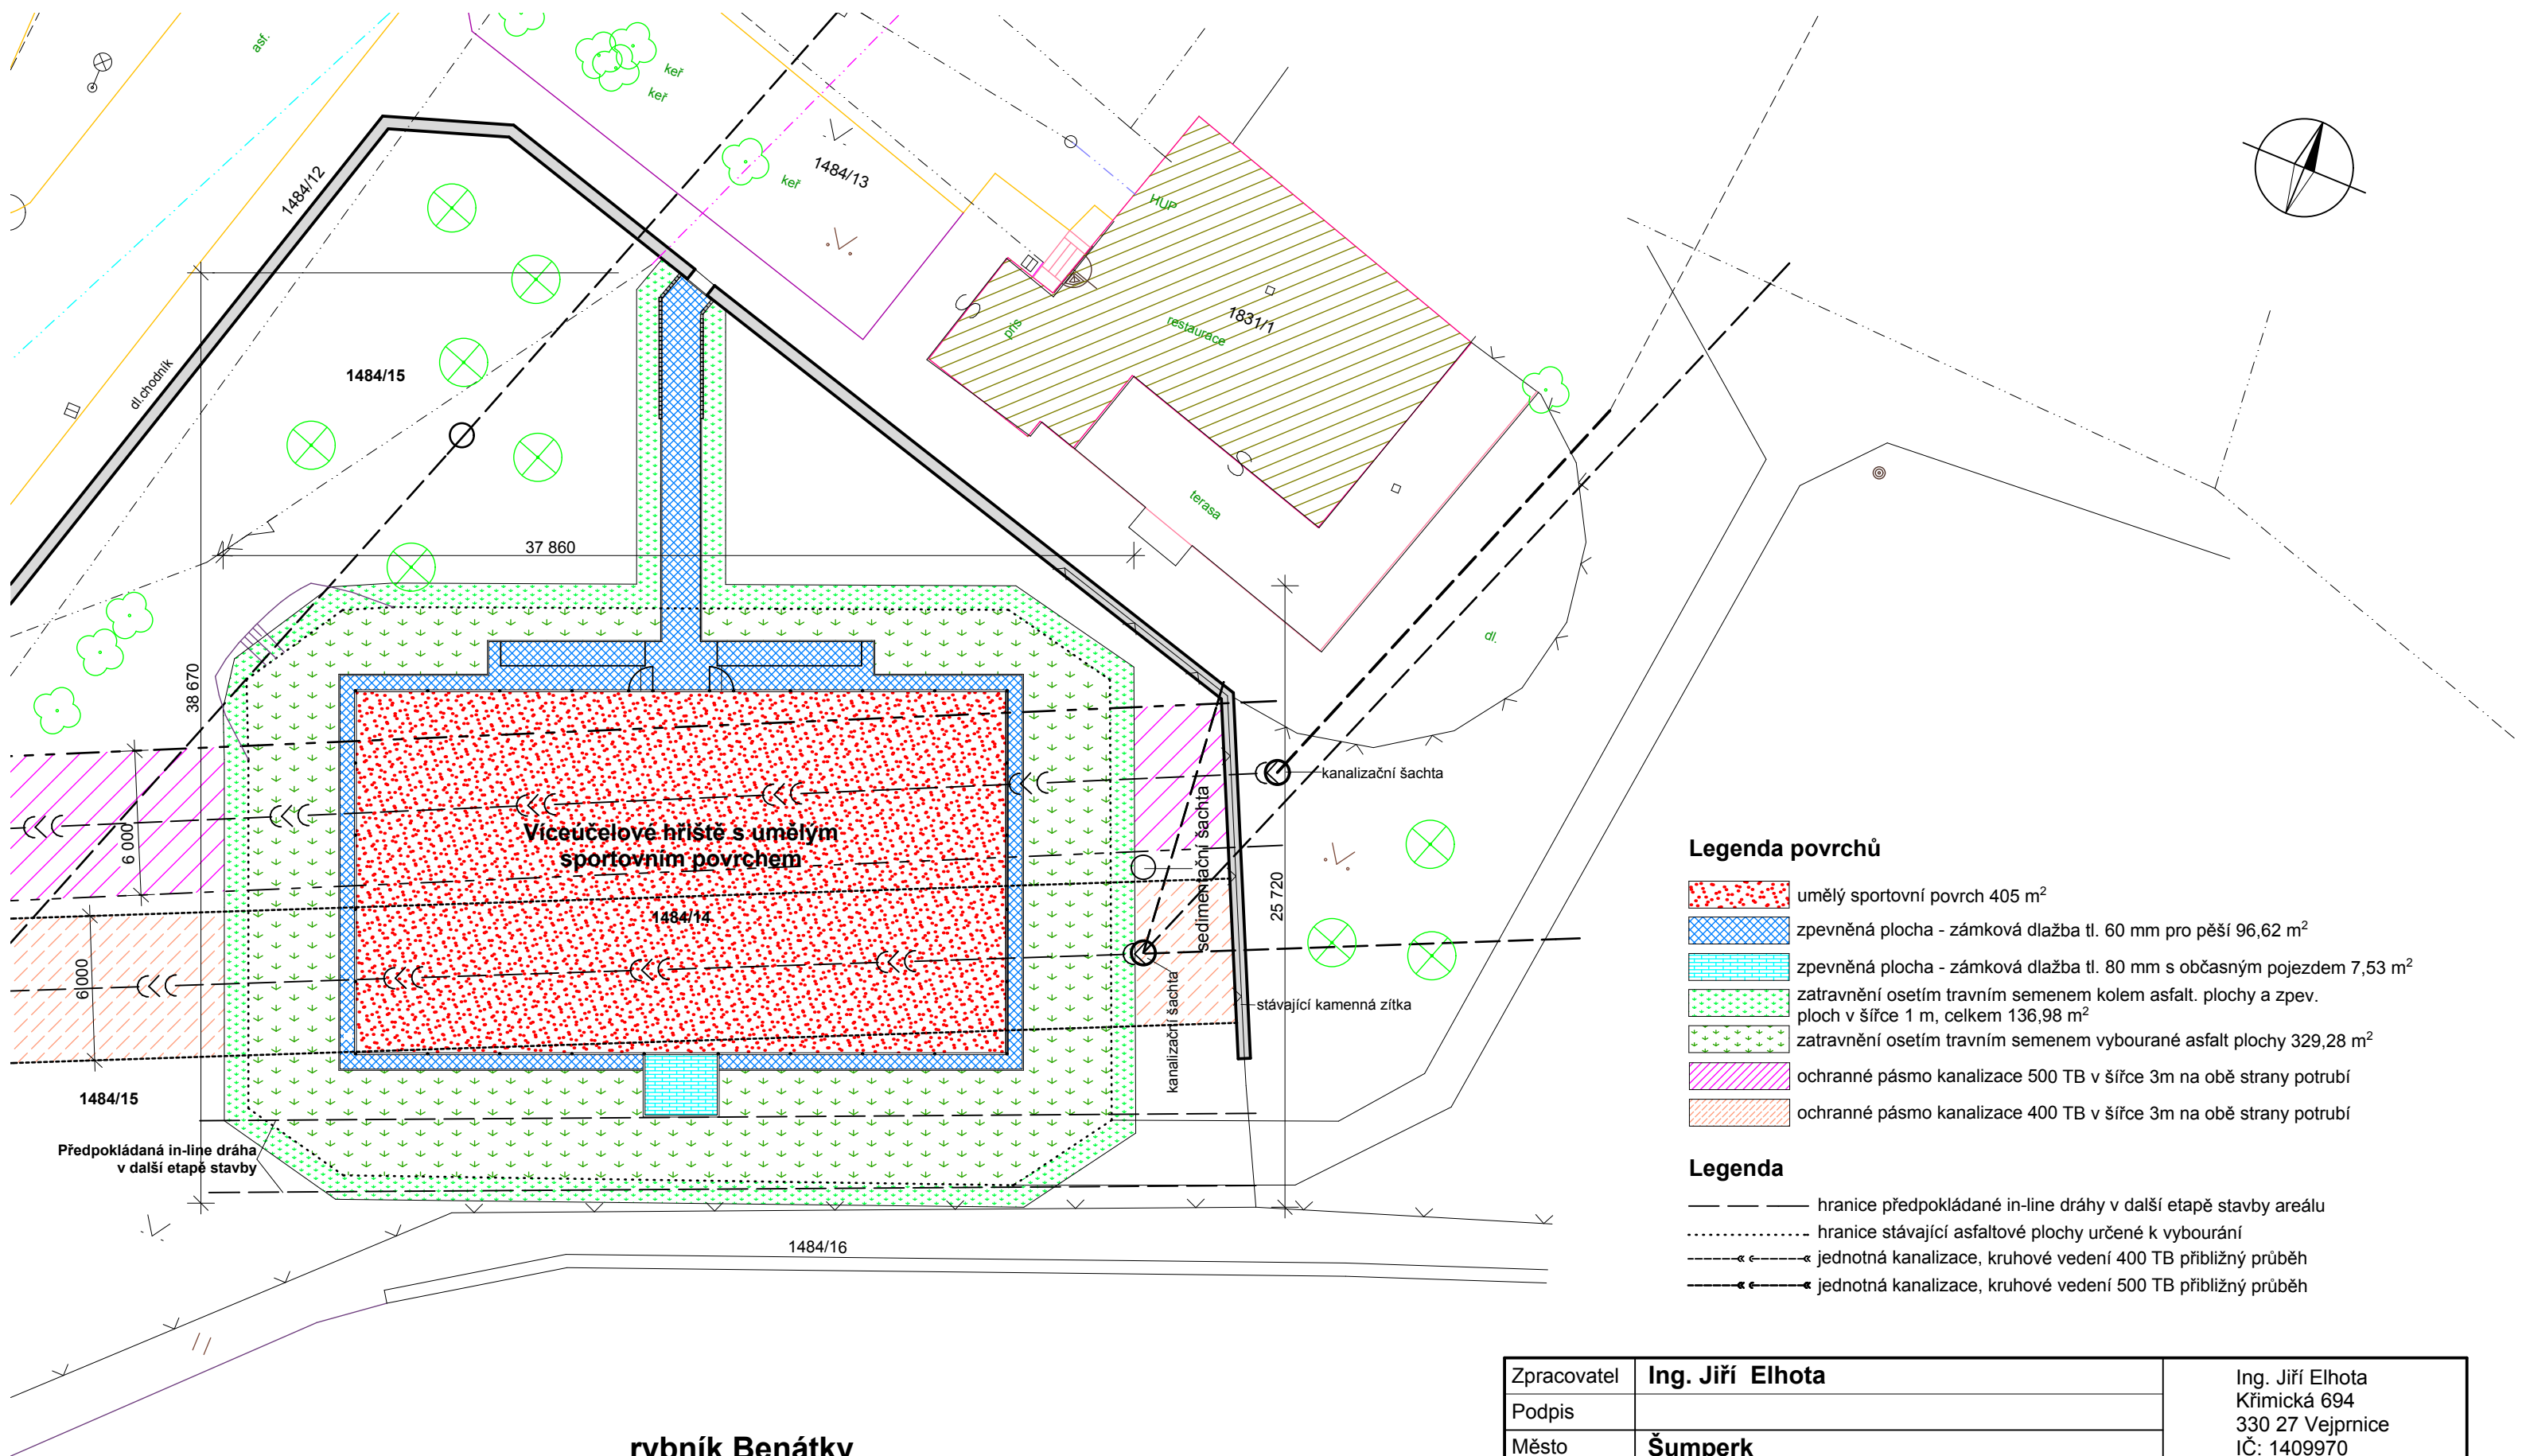 asf.
keř
keř
keř
1484/12
1484/13
HUP
1831/1
restaurace
přís
dl.chodník
1484/15
terasa
37 860
dl.
38 670
kanalizační šachta
6 000
Víceučelové hřiště s umělým
sportovním povrchem
sedimentační šachta
1484/14
25 720
6 000
stávající kamenná zítka
kanalizační šachta
1484/15
Předpokládaná in-line dráha
v další etapě stavby
1484/16
rybník Benátky
Legenda povrchů
umělý sportovní povrch 405 m²
zpevněná plocha - zámková dlažba tl. 60 mm pro pěší 96,62 m²
zpevněná plocha - zámková dlažba tl. 80 mm s občasným pojezdem 7,53 m²
zatravnění osetím travním semenem kolem asfalt. plochy a zpev.
ploch v šířce 1 m, celkem 136,98 m²
zatravnění osetím travním semenem vybourané asfalt plochy 329,28 m²
ochranné pásmo kanalizace 500 TB v šířce 3m na obě strany potrubí
ochranné pásmo kanalizace 400 TB v šířce 3m na obě strany potrubí
Legenda
hranice předpokládané in-line dráhy v další etapě stavby areálu
hranice stávající asfaltové plochy určené k vybourání
jednotná kanalizace, kruhové vedení 400 TB přibližný průběh
jednotná kanalizace, kruhové vedení 500 TB přibližný průběh
Zpracovatel Ing. Jiří Elhota
Podpis
Město Šumperk
Ing. Jiří Elhota
Křimická 694
330 27 Vejprnice
IČ: 1409970